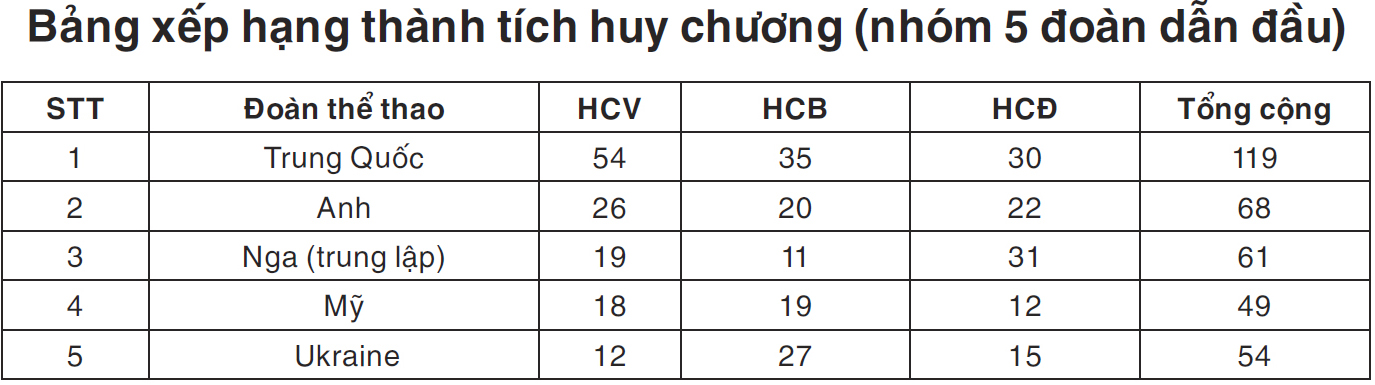 Bảng xếp hạng thành tích huy chương (nhóm 5 đoàn dẫn đầu)
STT Đoàn thể thao HCV HCB HCĐ Tổng cộng
1 Trung Quốc 54 35 30 119
2 Anh 26 20 22 68
3 Nga (trung lập) 19 11 31 61
4 Mỹ 18 19 12 49
5 Ukraine 12 27 15 54